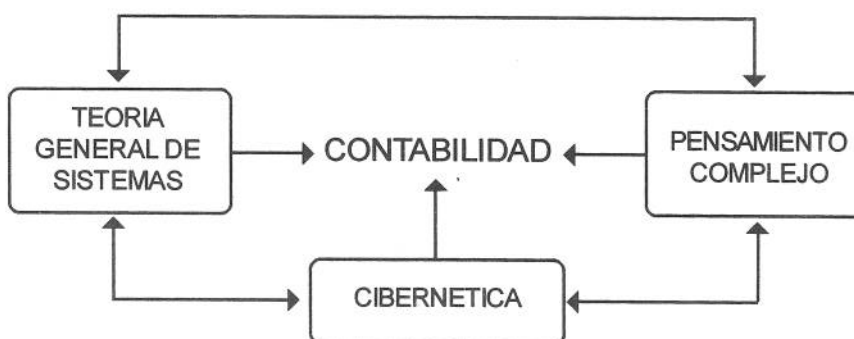 TEORIA
GENERAL DE
SISTEMAS
CONTABILIDAD
PENSAMIENTO
COMPLEJO
CIBERNETICA